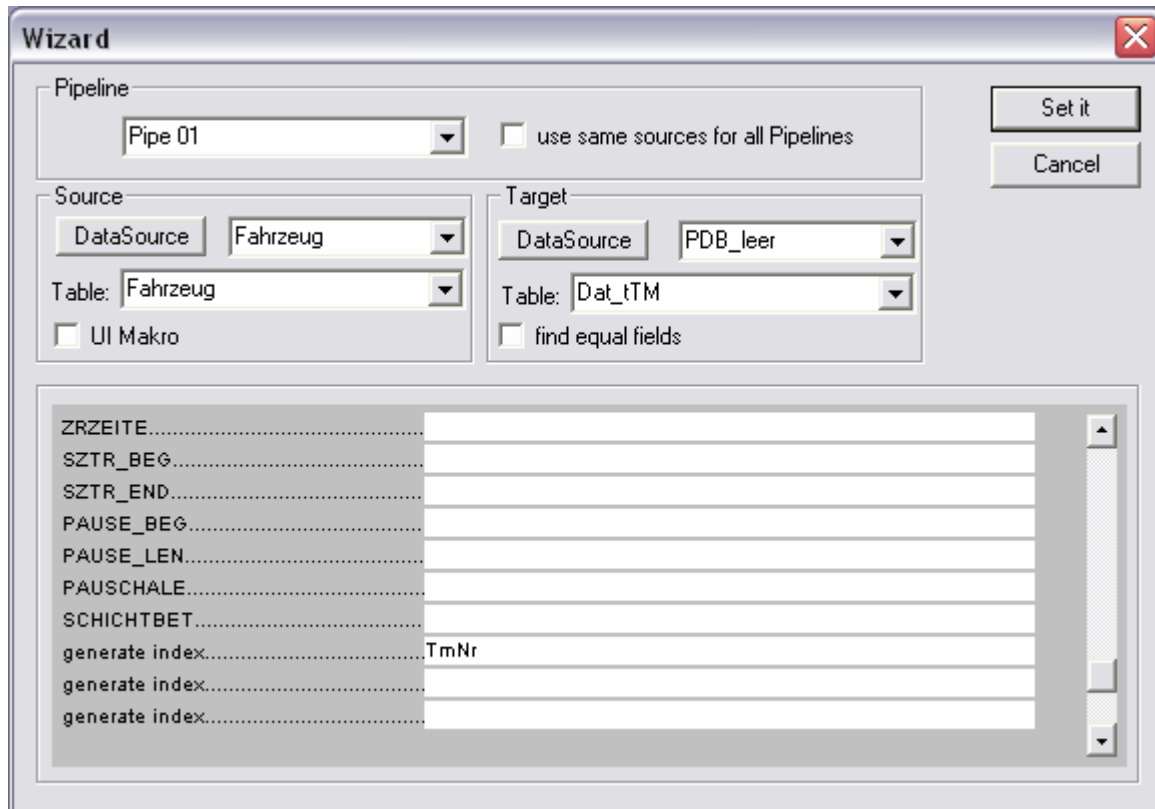 Wizard
Pipeline
Pipe 01
use same sources for all Pipelines
Set it
Cancel
Source
DataSource
Fahrzeug
Table:
Fahrzeug
UI Makro
Target
DataSource
PDB_leer
Table:
Dat_tTM
find equal fields
ZRZEITE............................................
SZTR_BEG........................................
SZTR_END........................................
PAUSE_BEG.....................................
PAUSE_LEN......................................
PAUSCHALE.....................................
SCHICHTBET....................................
generate index...................................TmNr
generate index...................................
generate index...................................